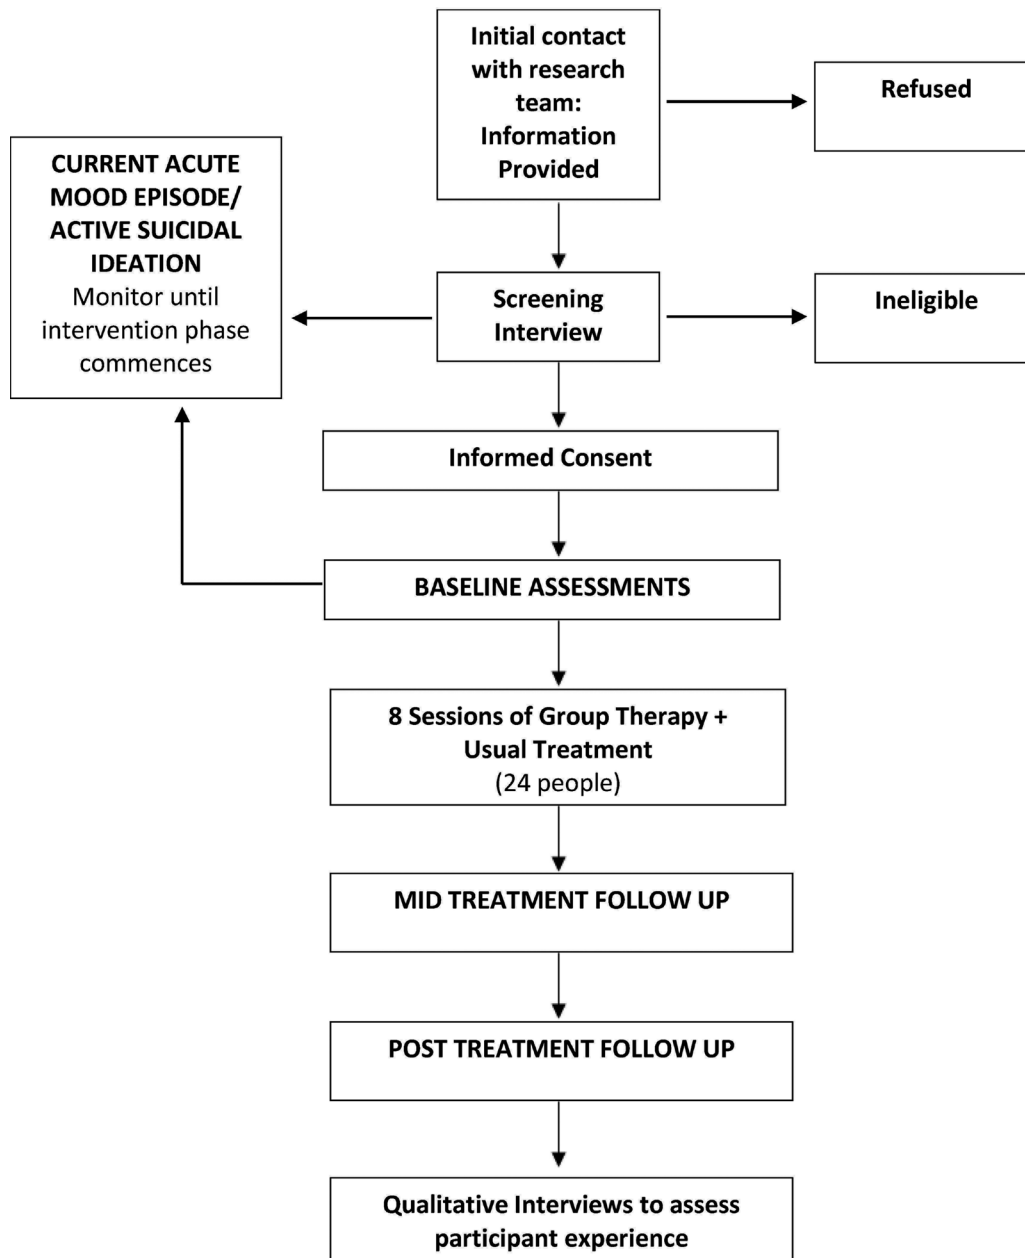 Initial contact
with research
team:
Information
Provided
Refused
CURRENT ACUTE
MOOD EPISODE/
ACTIVE SUICIDAL
IDEATION
Monitor until
intervention phase
commences
Screening
Interview
Ineligible
Informed Consent
BASELINE ASSESSMENTS
8 Sessions of Group Therapy +
Usual Treatment
(24 people)
MID TREATMENT FOLLOW UP
POST TREATMENT FOLLOW UP
Qualitative Interviews to assess
participant experience